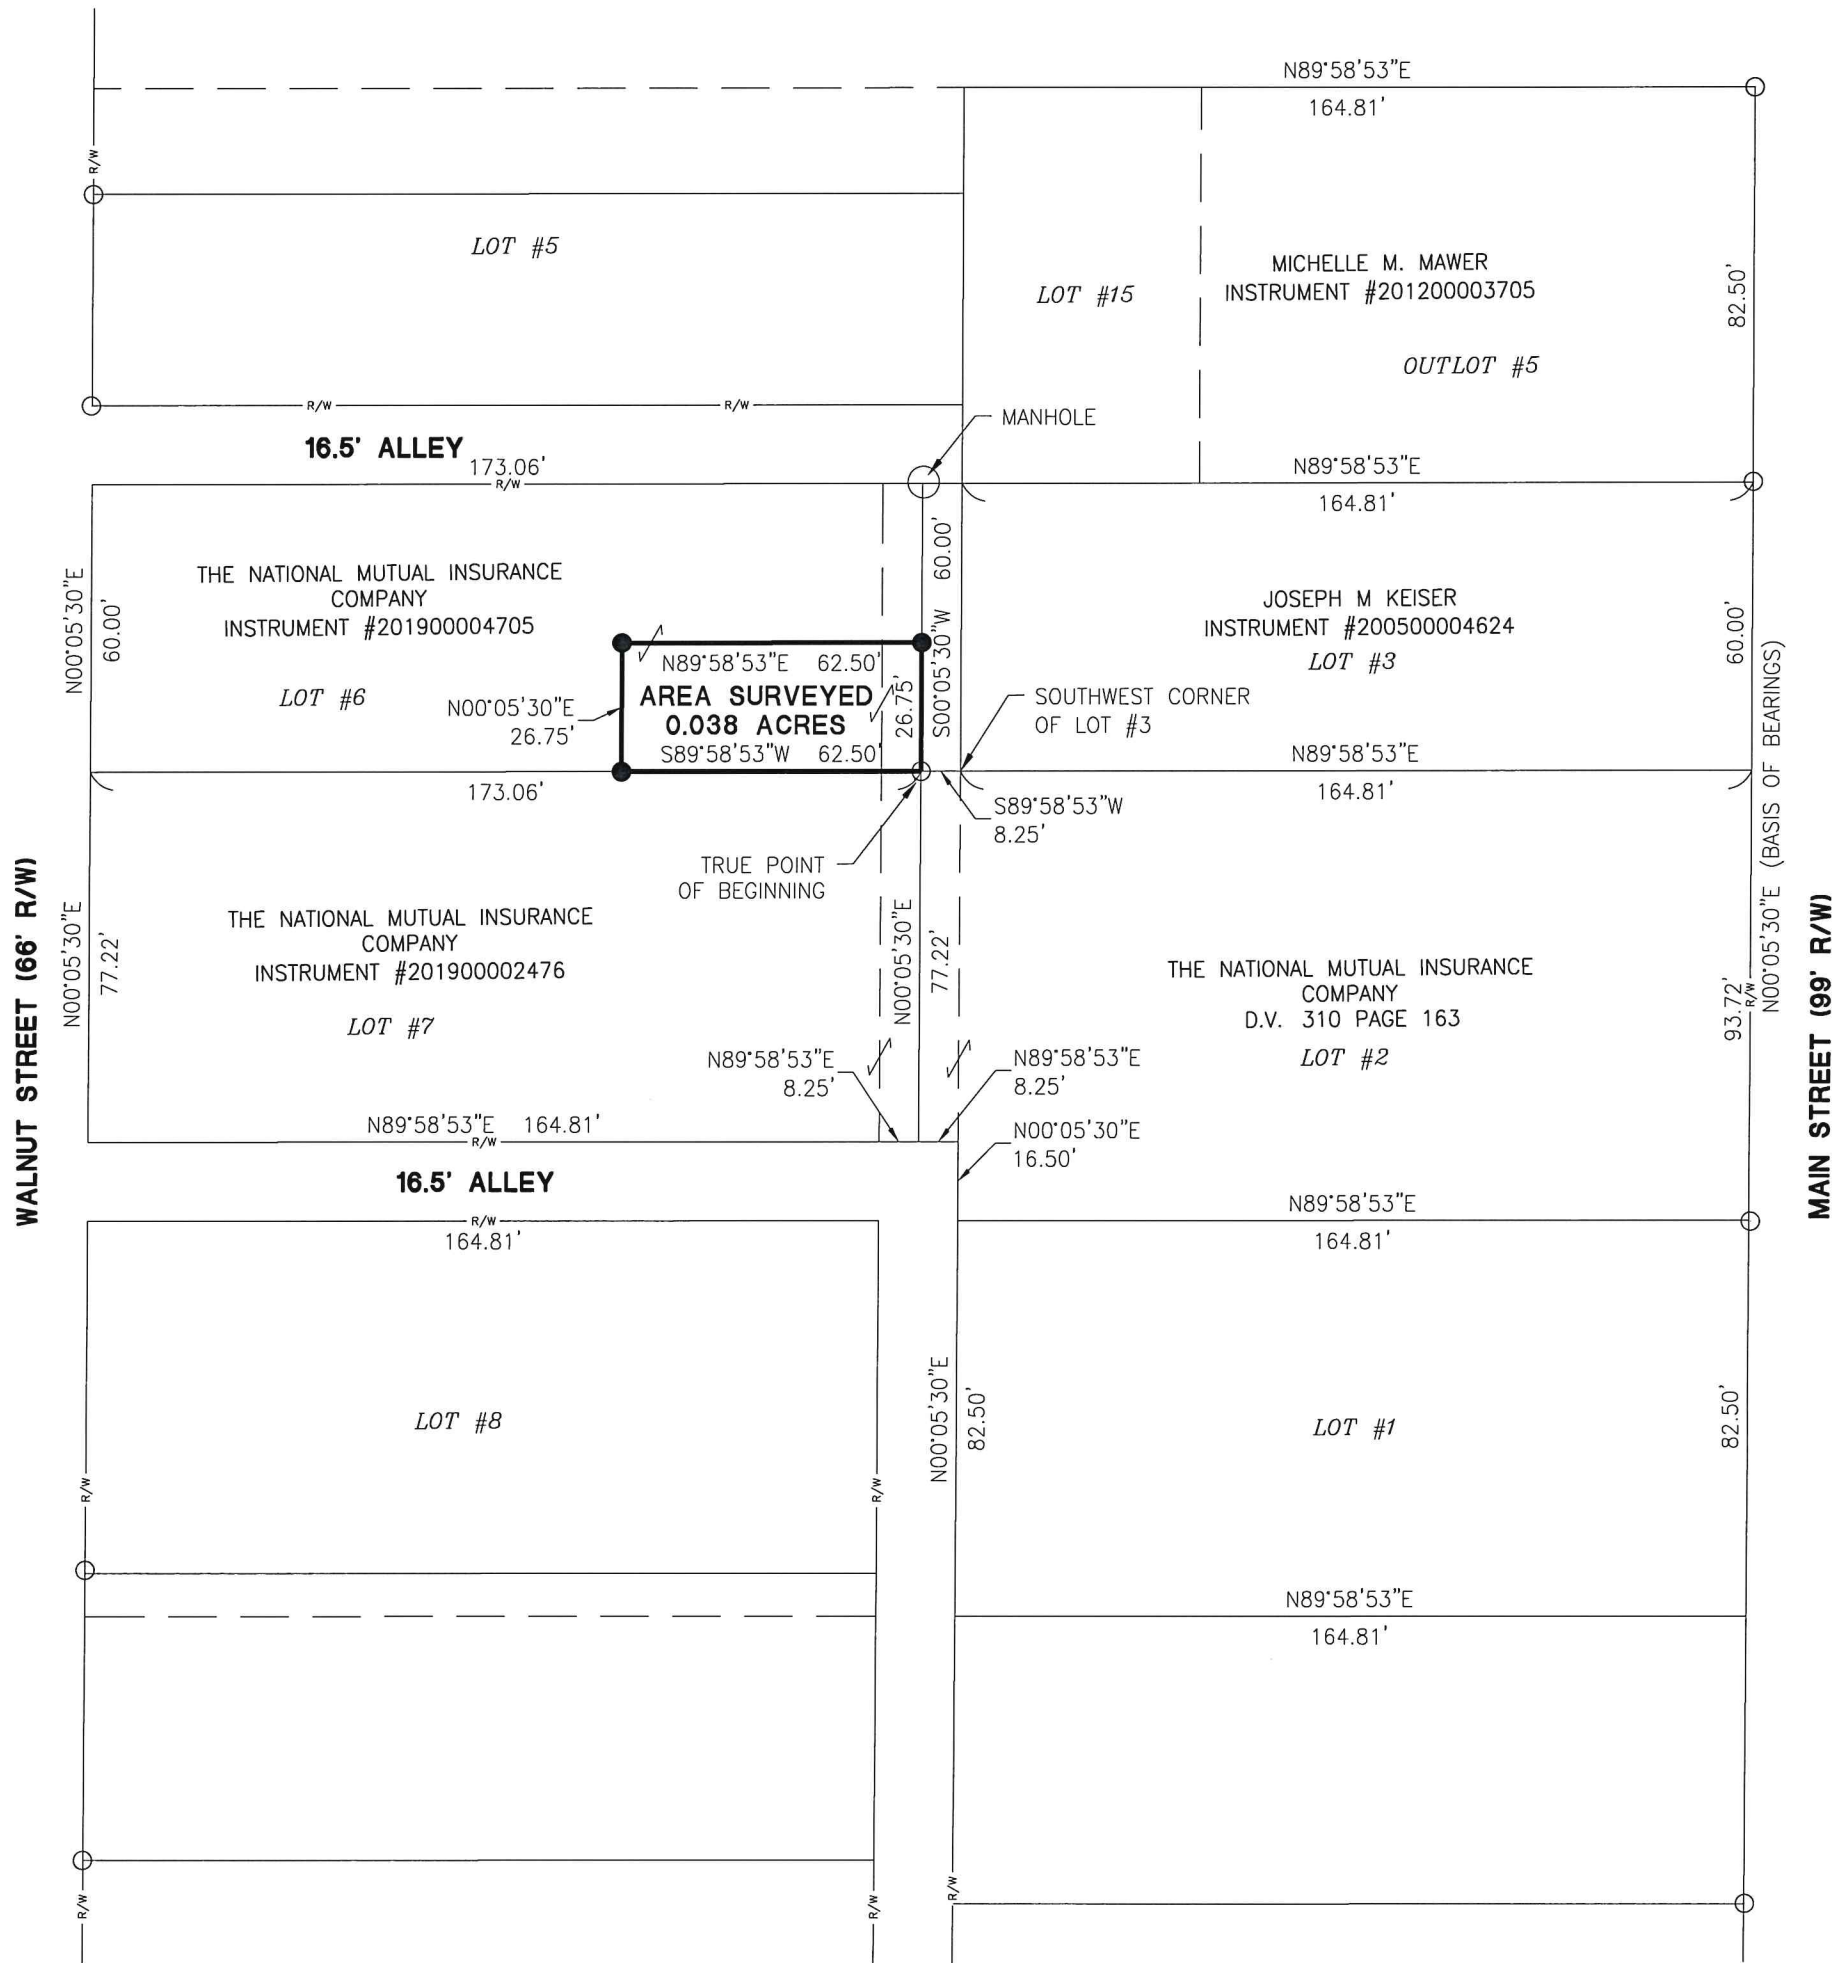 N89°58'53"E
164.81'
R/W
LOT #5
MICHELLE M. MAWER
INSTRUMENT #201200003705
LOT #15
OUTLOT #5
82.50'
R/W
R/W
MANHOLE
16.5' ALLEY
173.06'
R/W
N89°58'53"E
164.81'
N00°05'30"E
60.00'
THE NATIONAL MUTUAL INSURANCE
COMPANY
INSTRUMENT #201900004705
LOT #6
S00°05'30"W 60.00'
JOSEPH M KEISER
INSTRUMENT #200500004624
LOT #3
60.00'
N89°58'53"E 62.50'
AREA SURVEYED
0.038 ACRES
S89°58'53"W 62.50'
26.75'
N00°05'30"E
26.75'
SOUTHWEST CORNER
OF LOT #3
N89°58'53"E
164.81'
173.06'
S89°58'53"W
8.25'
TRUE POINT
OF BEGINNING
N00°05'30"E (BASIS OF BEARINGS)
WALNUT STREET (66' R/W)
N00°05'30"E
77.22'
THE NATIONAL MUTUAL INSURANCE
COMPANY
INSTRUMENT #201900002476
LOT #7
N00°05'30"E
77.22'
THE NATIONAL MUTUAL INSURANCE
COMPANY
D.V. 310 PAGE 163
LOT #2
93.72'
R/W
MAIN STREET (99' R/W)
N89°58'53"E
8.25'
N89°58'53"E
8.25'
N89°58'53"E 164.81'
R/W
N00°05'30"E
16.50'
16.5' ALLEY
R/W
164.81'
N89°58'53"E
164.81'
LOT #8
N00°05'30"E
82.50'
LOT #1
82.50'
R/W
R/W
N89°58'53"E
164.81'
R/W
R/W
R/W